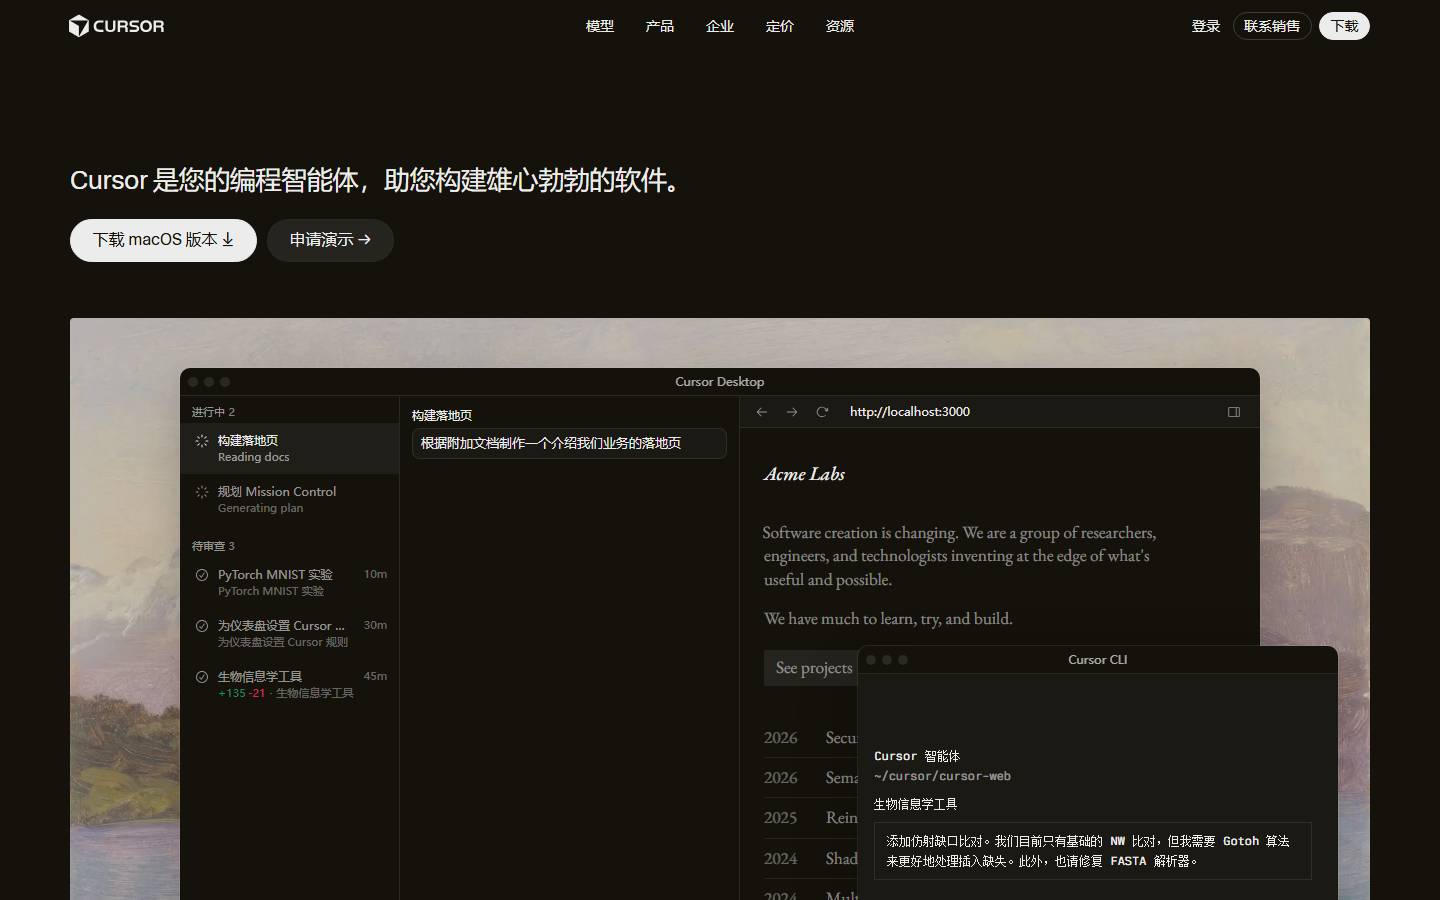 CURSOR
模型
产品
企业
定价
资源
登录
联系销售
下载
Cursor 是您的编程智能体，助您构建雄心勃勃的软件。
下载 macOS 版本
申请演示 →
Cursor Desktop
进行中 2
构建落地页
Reading docs
规划 Mission Control
Generating plan
待审查 3
PyTorch MNIST 实验 10m
PyTorch MNIST 实验
为仪表盘设置 Cursor ... 30m
为仪表盘设置 Cursor 规则
生物信息学工具 45m
+135 -21 · 生物信息学工具
构建落地页
根据附加文档制作一个介绍我们业务的落地页
http://localhost:3000
Acme Labs
Software creation is changing. We are a group of researchers,
engineers, and technologists inventing at the edge of what's
useful and possible.
We have much to learn, try, and build.
See projects
2026 Secu
2026 Sema
2025 Rein
2024 Shad
2024 Mult
Cursor CLI
Cursor 智能体
~/cursor/cursor-web
生物信息学工具
添加仿射缺口比对。我们目前只有基础的 NW 比对，但我需要 Gotoh 算法
来更好地处理插入缺失。此外，也请修复 FASTA 解析器。